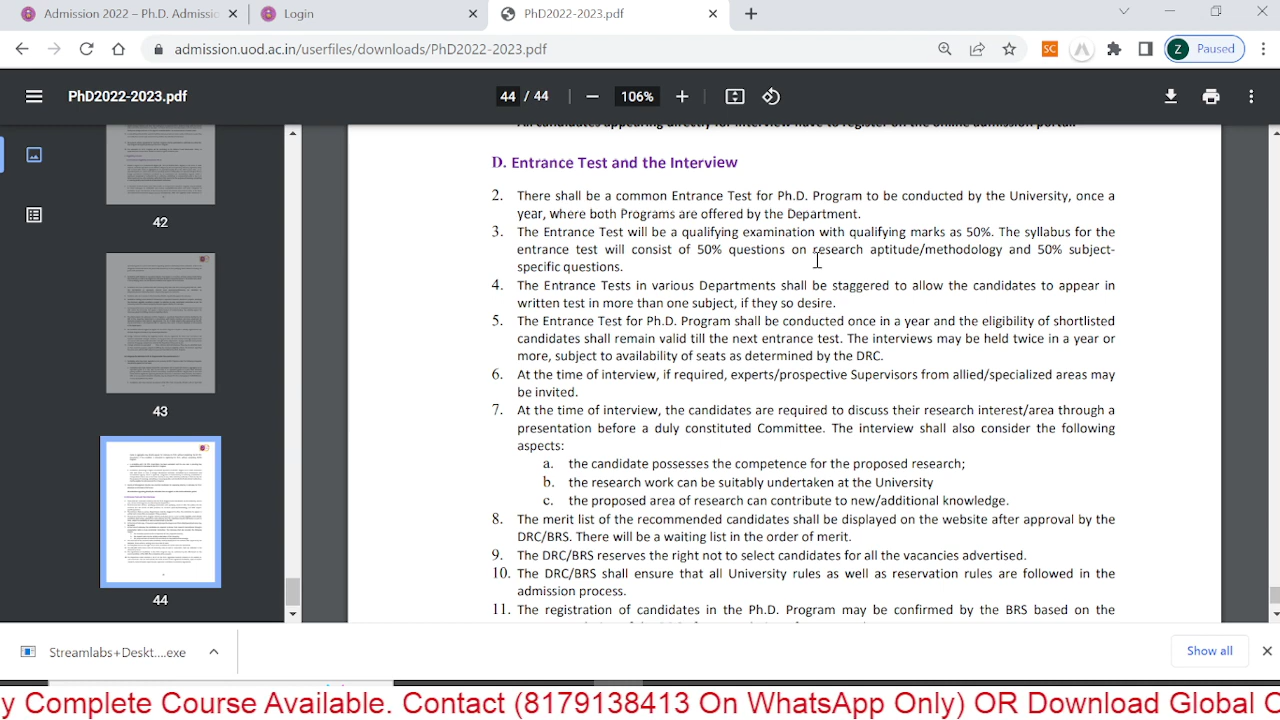 Admission 2022 – Ph.D. Admissic
Login
PhD2022-2023.pdf
admission.uod.ac.in/userfiles/downloads/PhD2022-2023.pdf
SC
Z Paused
PhD2022-2023.pdf
44 / 44
106%
D. Entrance Test and the Interview
2. There shall be a common Entrance Test for Ph.D. Program to be conducted by the University, once a
year, where both Programs are offered by the Department.
3. The Entrance Test will be a qualifying examination with qualifying marks as 50%. The syllabus for the
entrance test will consist of 50% questions on research aptitude/methodology and 50% subject-
specific questions.
4. The Entrance Tests in various Departments shall be staggered to allow the candidates to appear in
written test in more than one subject, if they so desire.
5. The Entrance Test for Ph.D. Program shall be conducted once in a year and the eligibility of shortlisted
candidates shall remain valid till the next entrance test. The interviews may be held twice in a year or
more, subject to availability of seats as determined by the DRC.
6. At the time of interview, if required, experts/prospective Supervisors from allied/specialized areas may
be invited.
7. At the time of interview, the candidates are required to discuss their research interest/area through a
presentation before a duly constituted Committee. The interview shall also consider the following
aspects:
a. the candidate possesses the competence for the proposed research;
b. the research work can be suitably undertaken at the University
c. the proposed area of research can contribute to new/additional knowledge.
8. The merit list of the recommended candidates shall be displayed on the website after approval by the
DRC/BRS. There will be a waiting list in the order of merit.
9. The DRC/BRS reserves the right not to select candidates for all the vacancies advertised.
10. The DRC/BRS shall ensure that all University rules as well as reservation rules are followed in the
admission process.
11. The registration of candidates in the Ph.D. Program may be confirmed by the BRS based on the
42
43
44
Streamlabs+Deskt....exe
Show all
y Complete Course Available. Contact (8179138413 On WhatsApp Only) OR Download Global C